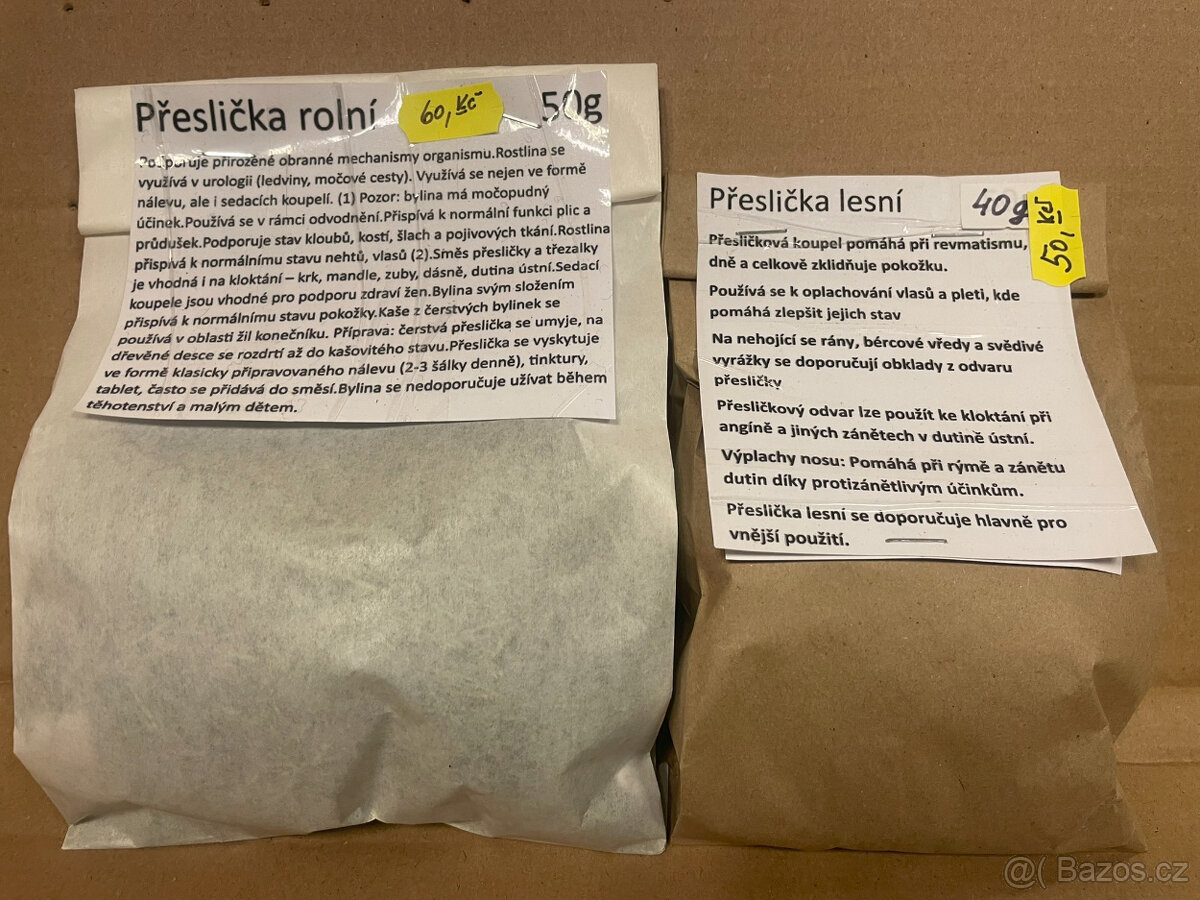 Přeslička rolní 60,Kč 50g
Podporuje přirozené obranné mechanismy organismu.Rostlina se
využívá v urologii (ledviny, močové cesty). Využívá se nejen ve formě
nálevu, ale i sedacích koupelí. (1) Pozor: bylina má močopudný
účinek.Používá se v rámci odvodnění.Přispívá k normální funkci plic a
průdušek.Podporuje stav kloubů, kostí, šlach a pojivových tkání.Rostlina
přispívá k normálnímu stavu nehtů, vlasů (2).Směs přesličky a třezalky
je vhodná i na kloktání – krk, mandle, zuby, dásně, dutina ústní.Sedací
koupele jsou vhodné pro podporu zdraví žen.Bylina svým složením
přispívá k normálnímu stavu pokožky.Kaše z čerstvých bylinek se
používá v oblasti žil konečníku. Příprava: čerstvá přeslička se umyje, na
dřevěné desce se rozdrtí až do kašovitého stavu.Přeslička se vyskytuje
ve formě klasicky připravovaného nálevu (2-3 šálky denně), tinktury,
tablet, často se přidává do směsí.Bylina se nedoporučuje užívat během
těhotenství a malým dětem.
Přeslička lesní 40g 50,Kč
Přesličková koupel pomáhá při revmatismu,
dně a celkově zklidňuje pokožku.
Používá se k oplachování vlasů a pleti, kde
pomáhá zlepšit jejich stav
Na nehojící se rány, bércové vředy a svědivé
vyrážky se doporučují obklady z odvaru
přesličky
Přesličkový odvar lze použít ke kloktání při
angíně a jiných zánětech v dutině ústní.
Výplachy nosu: Pomáhá při rýmě a zánětu
dutin díky protizánětlivým účinkům.
Přeslička lesní se doporučuje hlavně pro
vnější použití.
@( Bazos.cz